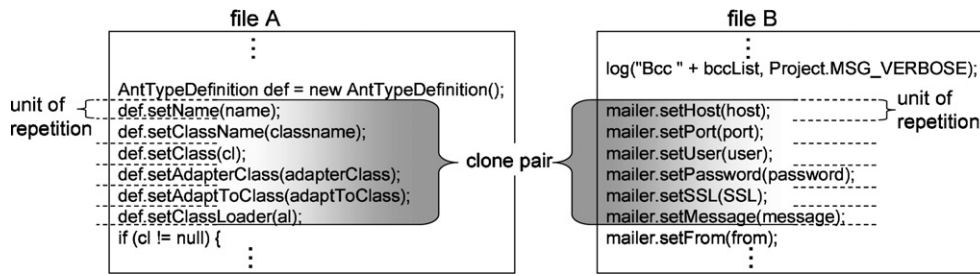 file A
AntTypeDefinition def = new AntTypeDefinition();
def.setName(name);
def.setClassName(classname);
def.setClass(cl);
def.setAdapterClass(adapterClass);
def.setAdaptToClass(adaptToClass);
def.setClassLoader(al);
if (cl != null) {
unit of
repetition
clone pair
file B
log("Bcc " + bccList, Project.MSG_VERBOSE);
mailer.setHost(host);
mailer.setPort(port);
mailer.setUser(user);
mailer.setPassword(password);
mailer.setSSL(SSL);
mailer.setMessage(message);
mailer.setFrom(from);
unit of
repetition